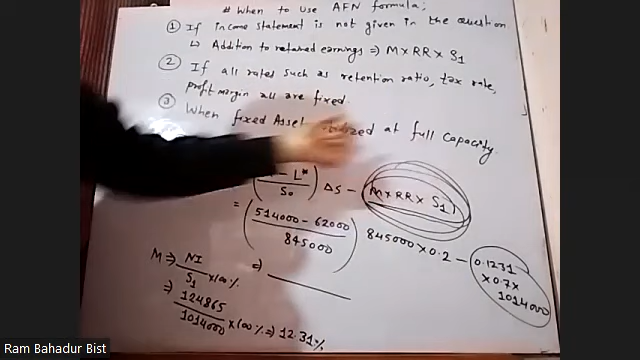 # When to use AFN formula;
① If income statement is not given in the question
↳ Addition to retained earnings ⇒ M×RR×S₁
② If all rates such as retention ratio, tax rate, profit margin all are fixed.
③ When fixed Asset at full capacity.
- L*
S₀
ΔS - (M×RR×S₁)
= (514000 - 62000 / 845000) 845000×0.2 - 0.1231 ×0.7× 1014000
M ⇒ NI / S₁ ×100% ⇒
⇒ 124865 / 1014000 ×100% ⇒ 12.31%
Ram Bahadur Bist